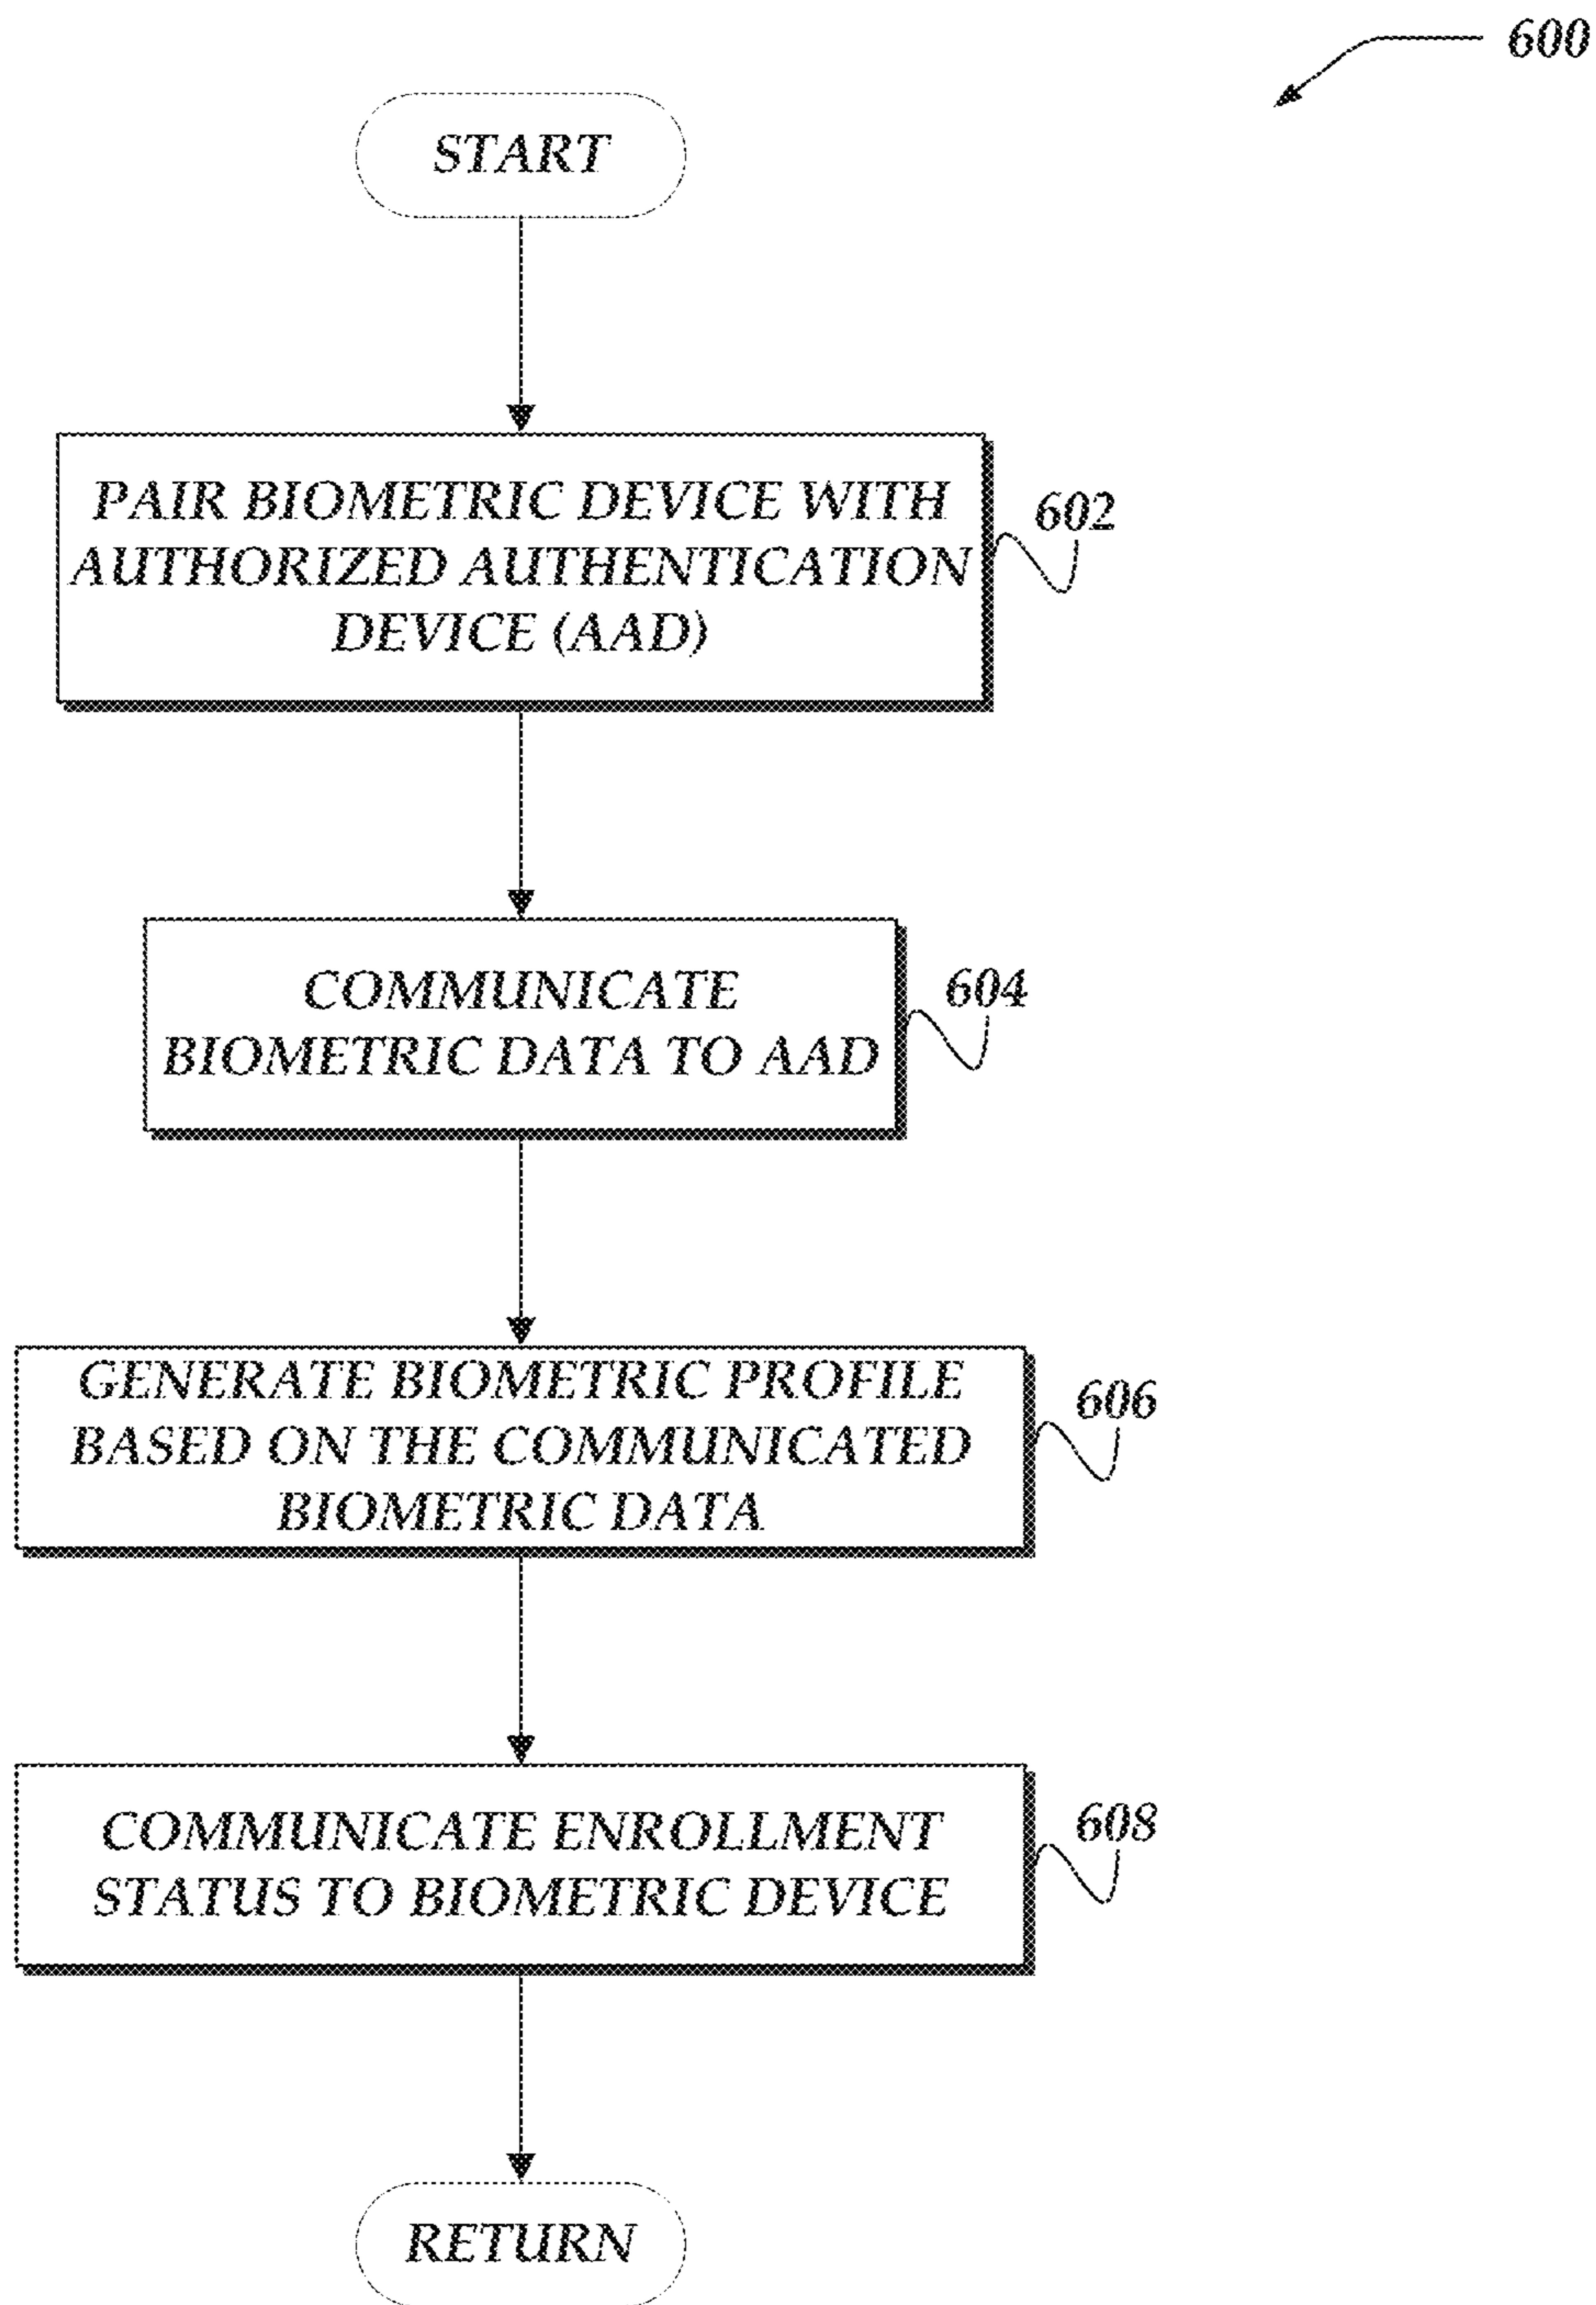 600
START
PAIR BIOMETRIC DEVICE WITH
AUTHORIZED AUTHENTICATION
DEVICE (AAD)
602
COMMUNICATE
BIOMETRIC DATA TO AAD
604
GENERATE BIOMETRIC PROFILE
BASED ON THE COMMUNICATED
BIOMETRIC DATA
606
COMMUNICATE ENROLLMENT
STATUS TO BIOMETRIC DEVICE
608
RETURN